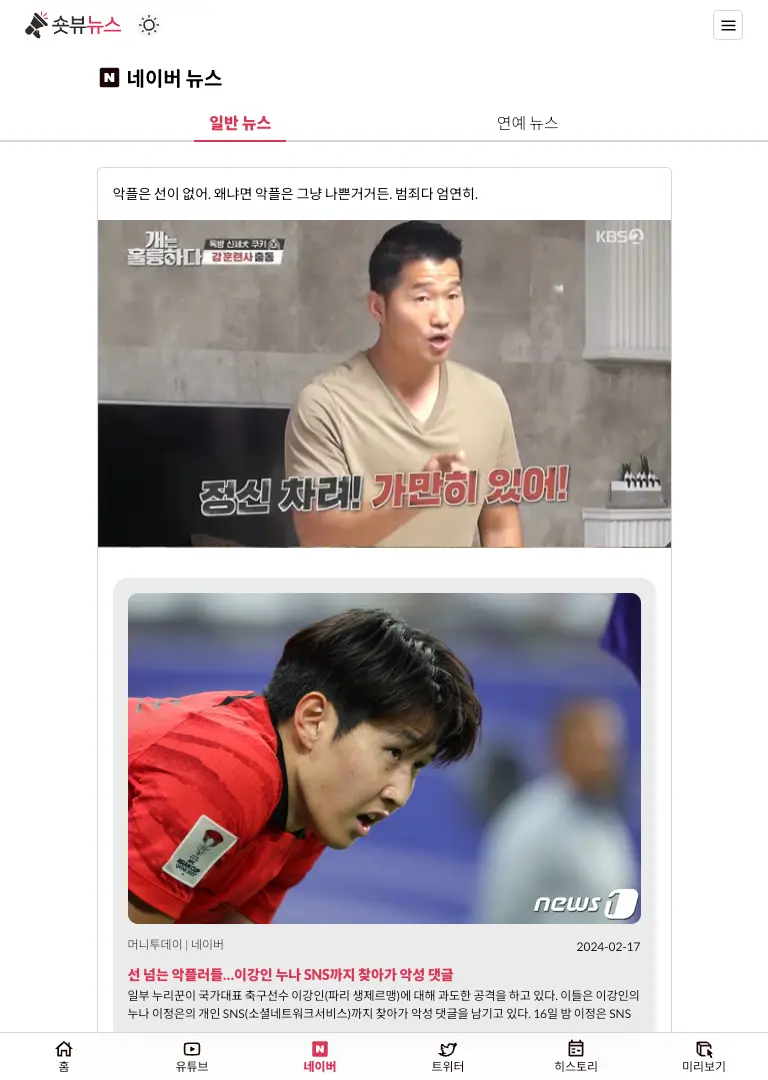 숏뷰뉴스
네이버 뉴스
일반 뉴스
연예 뉴스
악플은 선이 없어. 왜냐면 악플은 그냥 나쁜거거든. 범죄다 엄연히.
개는 훌륭하다
독방 신세犬 쿠키
강훈련사 출동
KBS2
정신 차려! 가만히 있어!
ASIAN CUP
news1
머니투데이 | 네이버
2024-02-17
선 넘는 악플러들...이강인 누나 SNS까지 찾아가 악성 댓글
일부 누리꾼이 국가대표 축구선수 이강인(파리 생제르맹)에 대해 과도한 공격을 하고 있다. 이들은 이강인의
누나 이정은의 개인 SNS(소셜네트워크서비스)까지 찾아가 악성 댓글을 남기고 있다. 16일 밤 이정은 SNS
홈
유튜브
네이버
트위터
히스토리
미리보기